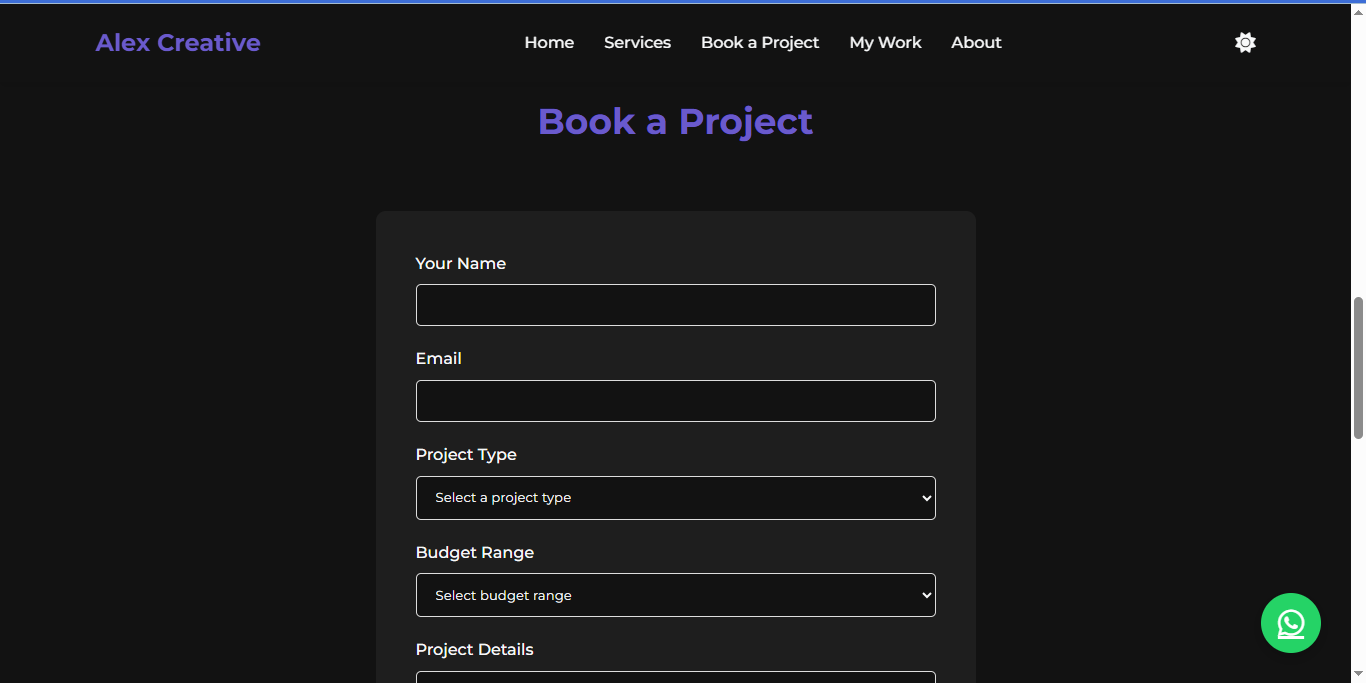 Alex Creative Home Services Book a Project My Work About
Book a Project
Your Name
Email
Project Type
Select a project type
Budget Range
Select budget range
Project Details